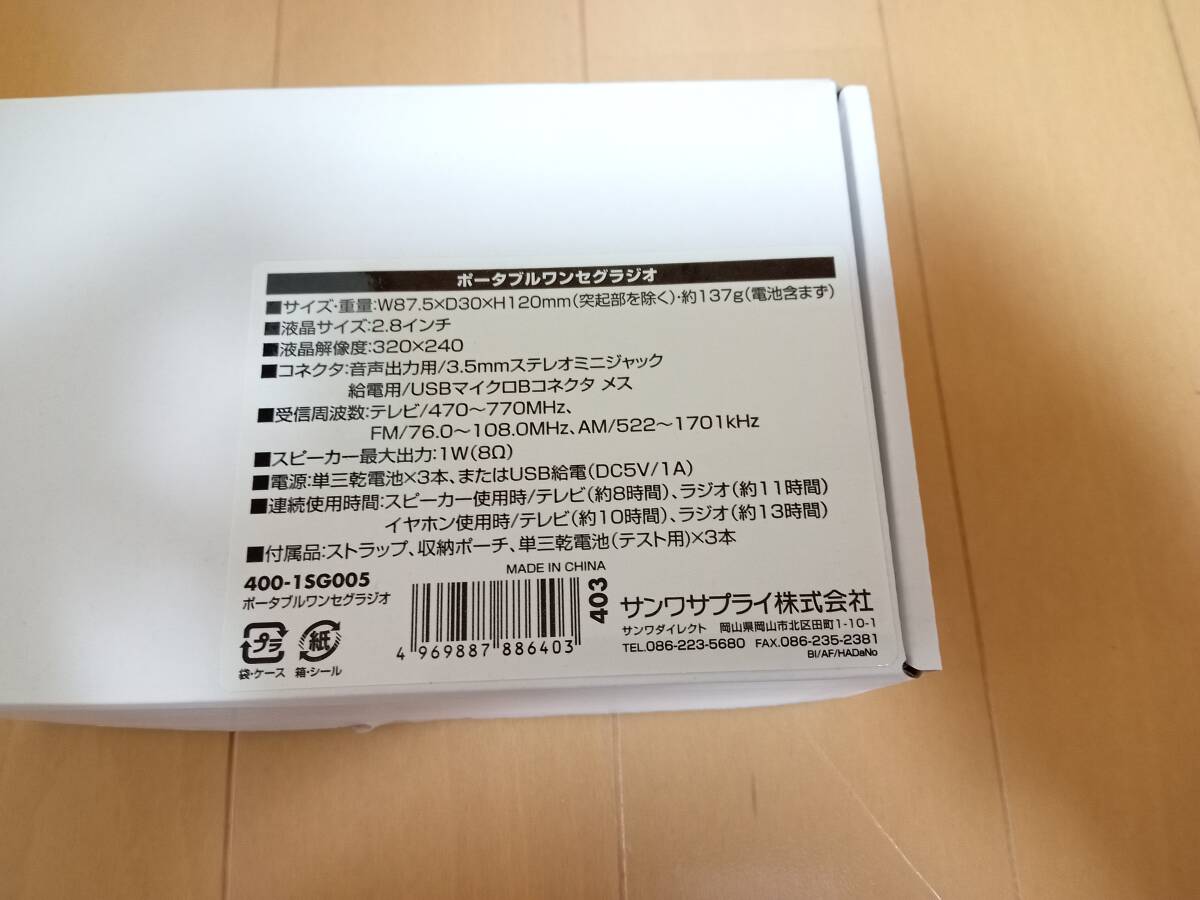 ポータブルワンセグラジオ
■サイズ・重量:W87.5×D30×H120mm(突起部を除く)・約137g(電池含まず)
■液晶サイズ:2.8インチ
■液晶解像度:320×240
■コネクタ:音声出力用/3.5mmステレオミニジャック
給電用/USBマイクロBコネクタ メス
■受信周波数:テレビ/470〜770MHz、
FM/76.0〜108.0MHz、AM/522〜1701kHz
■スピーカー最大出力:1W(8Ω)
■電源:単三乾電池×3本、またはUSB給電(DC5V/1A)
■連続使用時間:スピーカー使用時/テレビ(約8時間)、ラジオ(約11時間)
イヤホン使用時/テレビ(約10時間)、ラジオ(約13時間)
■付属品:ストラップ、収納ポーチ、単三乾電池(テスト用)×3本
MADE IN CHINA
400-1SG005
ポータブルワンセグラジオ
プラ
袋・ケース
紙
箱・シール
4 969887 886403
403
サンワサプライ株式会社
サンワダイレクト 岡山県岡山市北区田町1-10-1
TEL.086-223-5680 FAX.086-235-2381
BI/AF/HADaNo